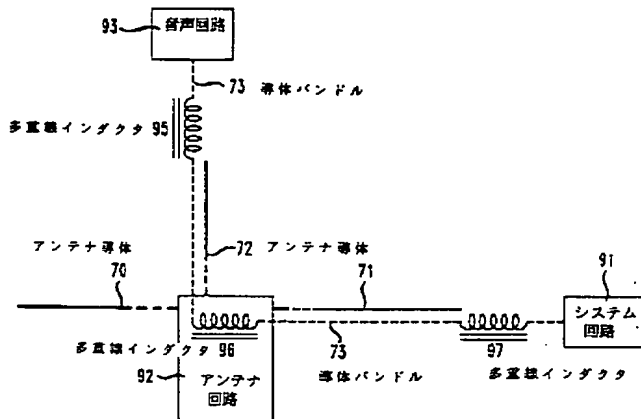 93
音声回路
73 導体バンドル
多重線インダクタ 95
アンテナ導体
70
72 アンテナ導体
71
91
システム
回路
多重線インダクタ 96
73
97
92
アンテナ
回路
導体バンドル
多重線インダクタ